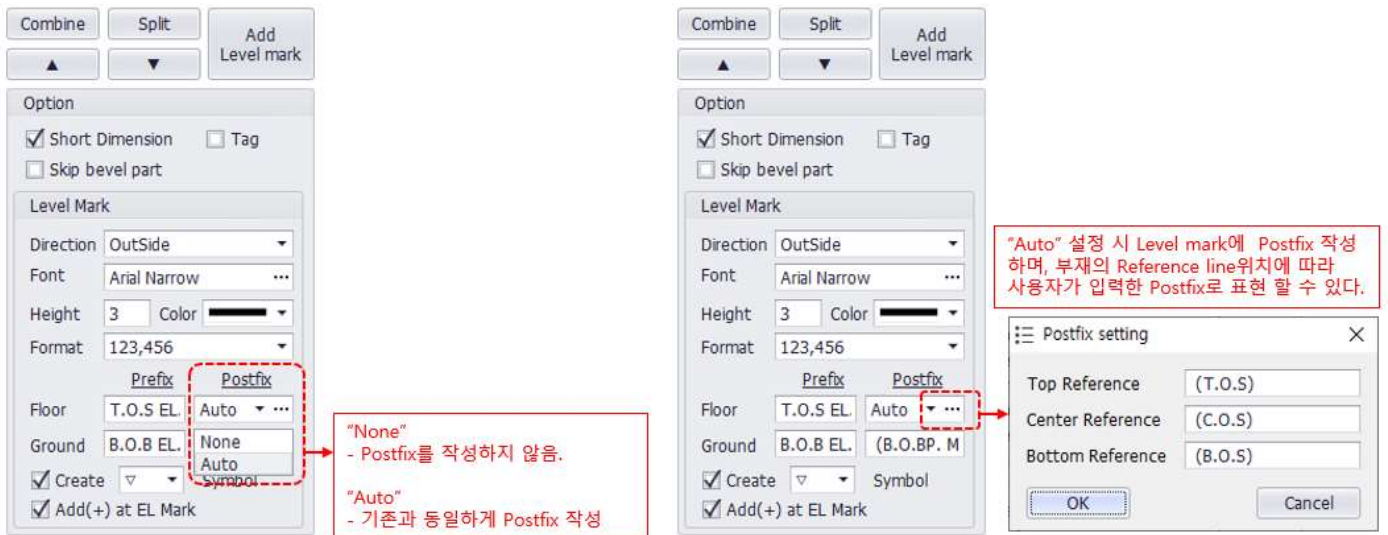 Combine
Split
Add
Level mark
▲
▼
Option
Short Dimension
Tag
Skip bevel part
Level Mark
Direction OutSide
Font Arial Narrow ...
Height 3 Color
Format 123,456
Prefix Postfix
Floor T.O.S EL. Auto ...
Ground B.O.B EL. None
Auto
Create ▽ Symbol
Add(+) at EL Mark
"None"
- Postfix를 작성하지 않음.
"Auto"
- 기존과 동일하게 Postfix 작성
Combine
Split
Add
Level mark
▲
▼
Option
Short Dimension
Tag
Skip bevel part
Level Mark
Direction OutSide
Font Arial Narrow ...
Height 3 Color
Format 123,456
Prefix Postfix
Floor T.O.S EL. Auto ...
Ground B.O.B EL. (B.O.BP. M
Create ▽ Symbol
Add(+) at EL Mark
"Auto" 설정 시 Level mark에 Postfix 작성
하며, 부재의 Reference line위치에 따라
사용자가 입력한 Postfix로 표현 할 수 있다.
Postfix setting
Top Reference (T.O.S)
Center Reference (C.O.S)
Bottom Reference (B.O.S)
OK
Cancel